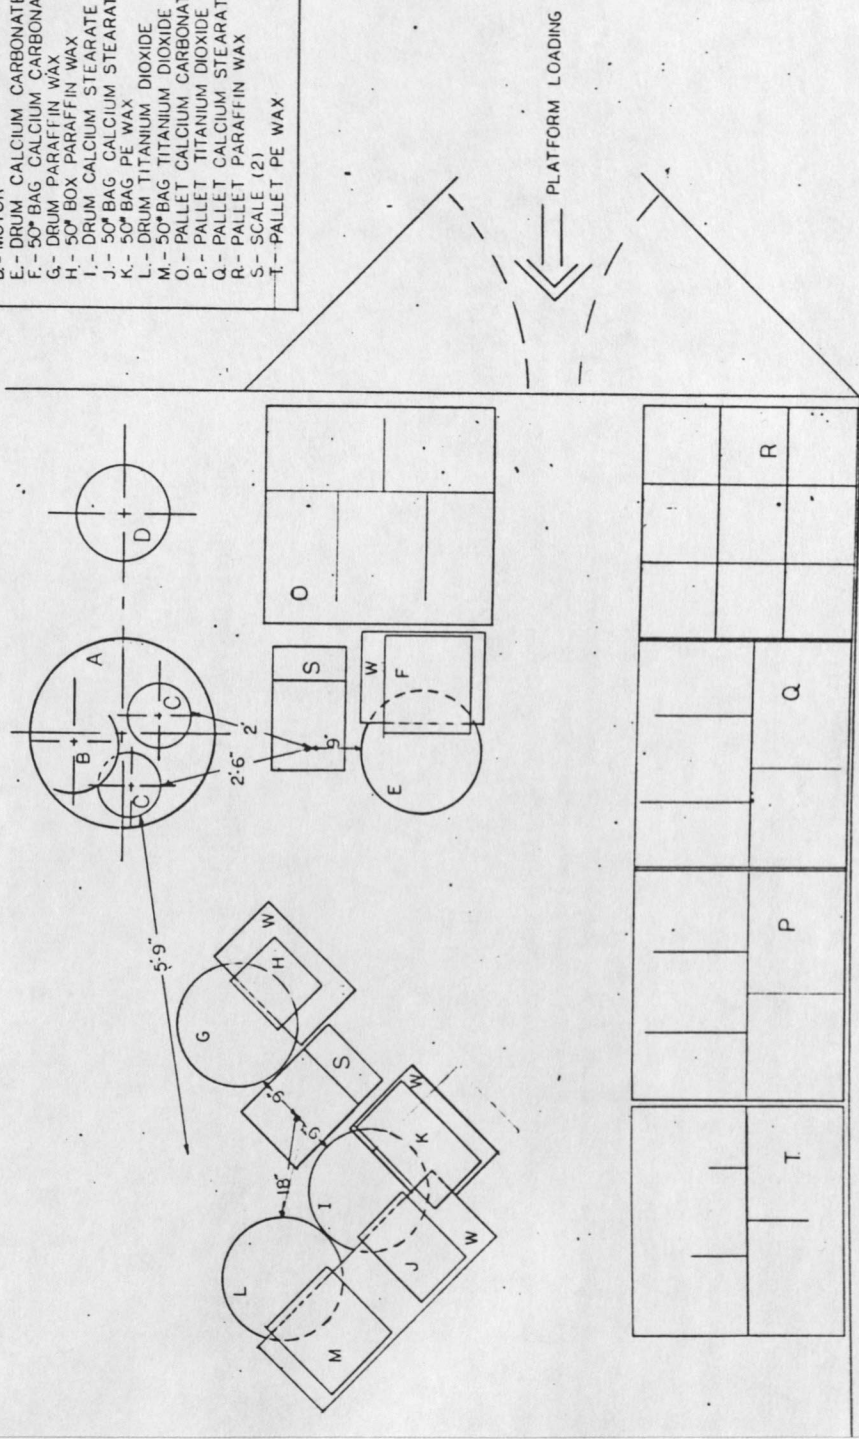 E.- DRUM CALCIUM CARBONATE
F.- 50# BAG CALCIUM CARBONA
G.- DRUM PARAFFIN WAX
H.- 50# BOX PARAFFIN WAX
I.- DRUM CALCIUM STEARATE
J.- 50# BAG CALCIUM STEARAT
K.- 50# BAG PE WAX
L.- DRUM TITANIUM DIOXIDE
M.- 50# BAG TITANIUM DIOXIDE
O.- PALLET CALCIUM CARBONAT
P.- PALLET TITANIUM DIOXIDE
Q.- PALLET CALCIUM STEARAT
R.- PALLET PARAFFIN WAX
S.- SCALE (2)
T.- PALLET PE WAX
PLATFORM LOADING
D
A
B
C
C
2'
2'-6"
9"
S
W
F
E
O
5'-9"
G
H
W
S
9"
9"
18"
I
K
W
J
W
L
M
R
Q
P
T